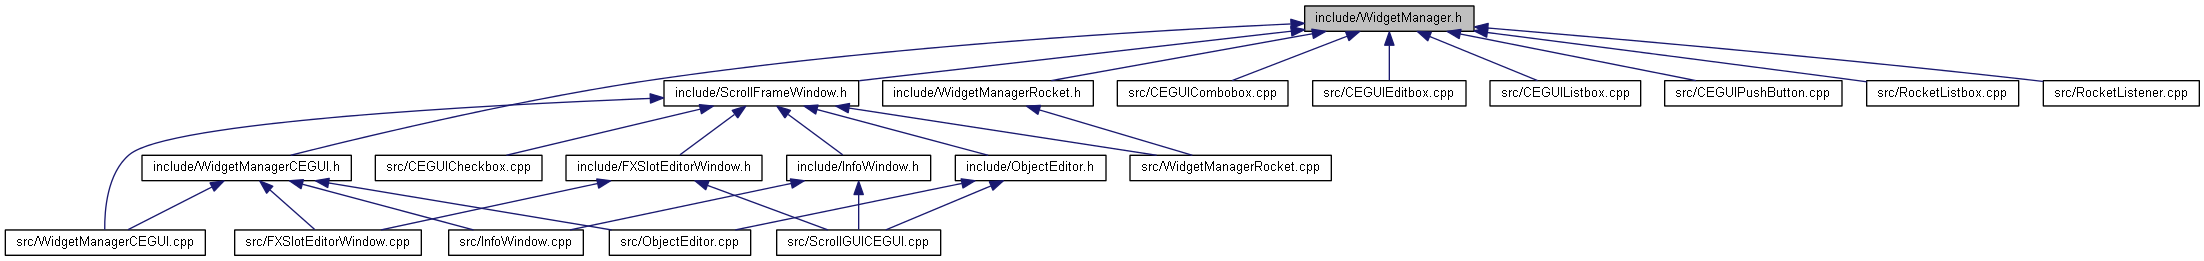 include/WidgetManager.h
include/ScrollFrameWindow.h
include/WidgetManagerRocket.h
src/CEGUICombobox.cpp
src/CEGUIEditbox.cpp
src/CEGUIListbox.cpp
src/CEGUIPushButton.cpp
src/RocketListbox.cpp
src/RocketListener.cpp
include/WidgetManagerCEGUI.h
src/CEGUICheckbox.cpp
include/FXSlotEditorWindow.h
include/InfoWindow.h
include/ObjectEditor.h
src/WidgetManagerRocket.cpp
src/WidgetManagerCEGUI.cpp
src/FXSlotEditorWindow.cpp
src/InfoWindow.cpp
src/ObjectEditor.cpp
src/ScrollGUICEGUI.cpp